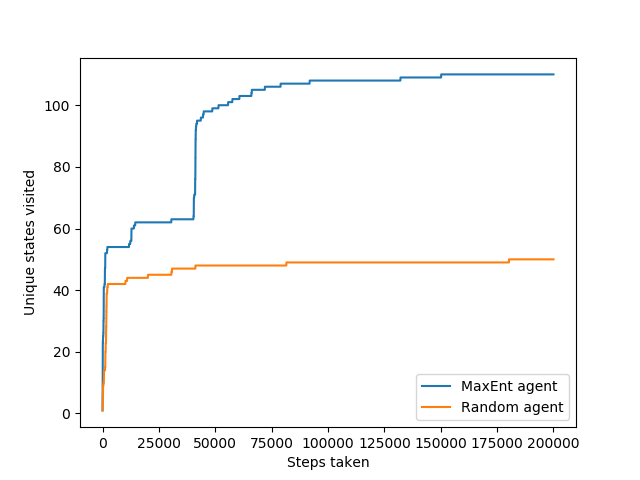 100
80
60
40
20
0
Unique states visited
MaxEnt agent
Random agent
0 25000 50000 75000 100000 125000 150000 175000 200000
Steps taken